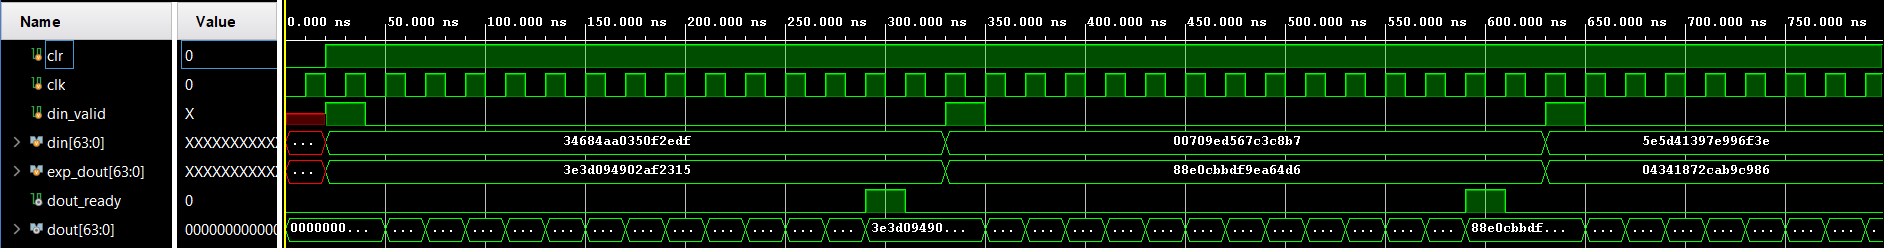 Name Value 0.000 ns 50.000 ns 100.000 ns 150.000 ns 200.000 ns 250.000 ns 300.000 ns 350.000 ns 400.000 ns 450.000 ns 500.000 ns 550.000 ns 600.000 ns 650.000 ns 700.000 ns 750.000 ns
clr 0
clk 0
din_valid X
din[63:0] XXXXXXXXXXX ... 34684aa0350f2edf 00709ed567c3c8b7 5e5d41397e996f3e
exp_dout[63:0] XXXXXXXXXXX ... 3e3d094902af2315 88e0cbbdf9ea64d6 04341872cab9c986
dout_ready 0
dout[63:0] 000000000000 0000000... ... ... ... ... ... ... ... ... ... ... ... ... 3e3d09490... ... ... ... ... ... ... ... ... ... ... ... ... 88e0cbbdf... ... ... ... ... ... ... ...